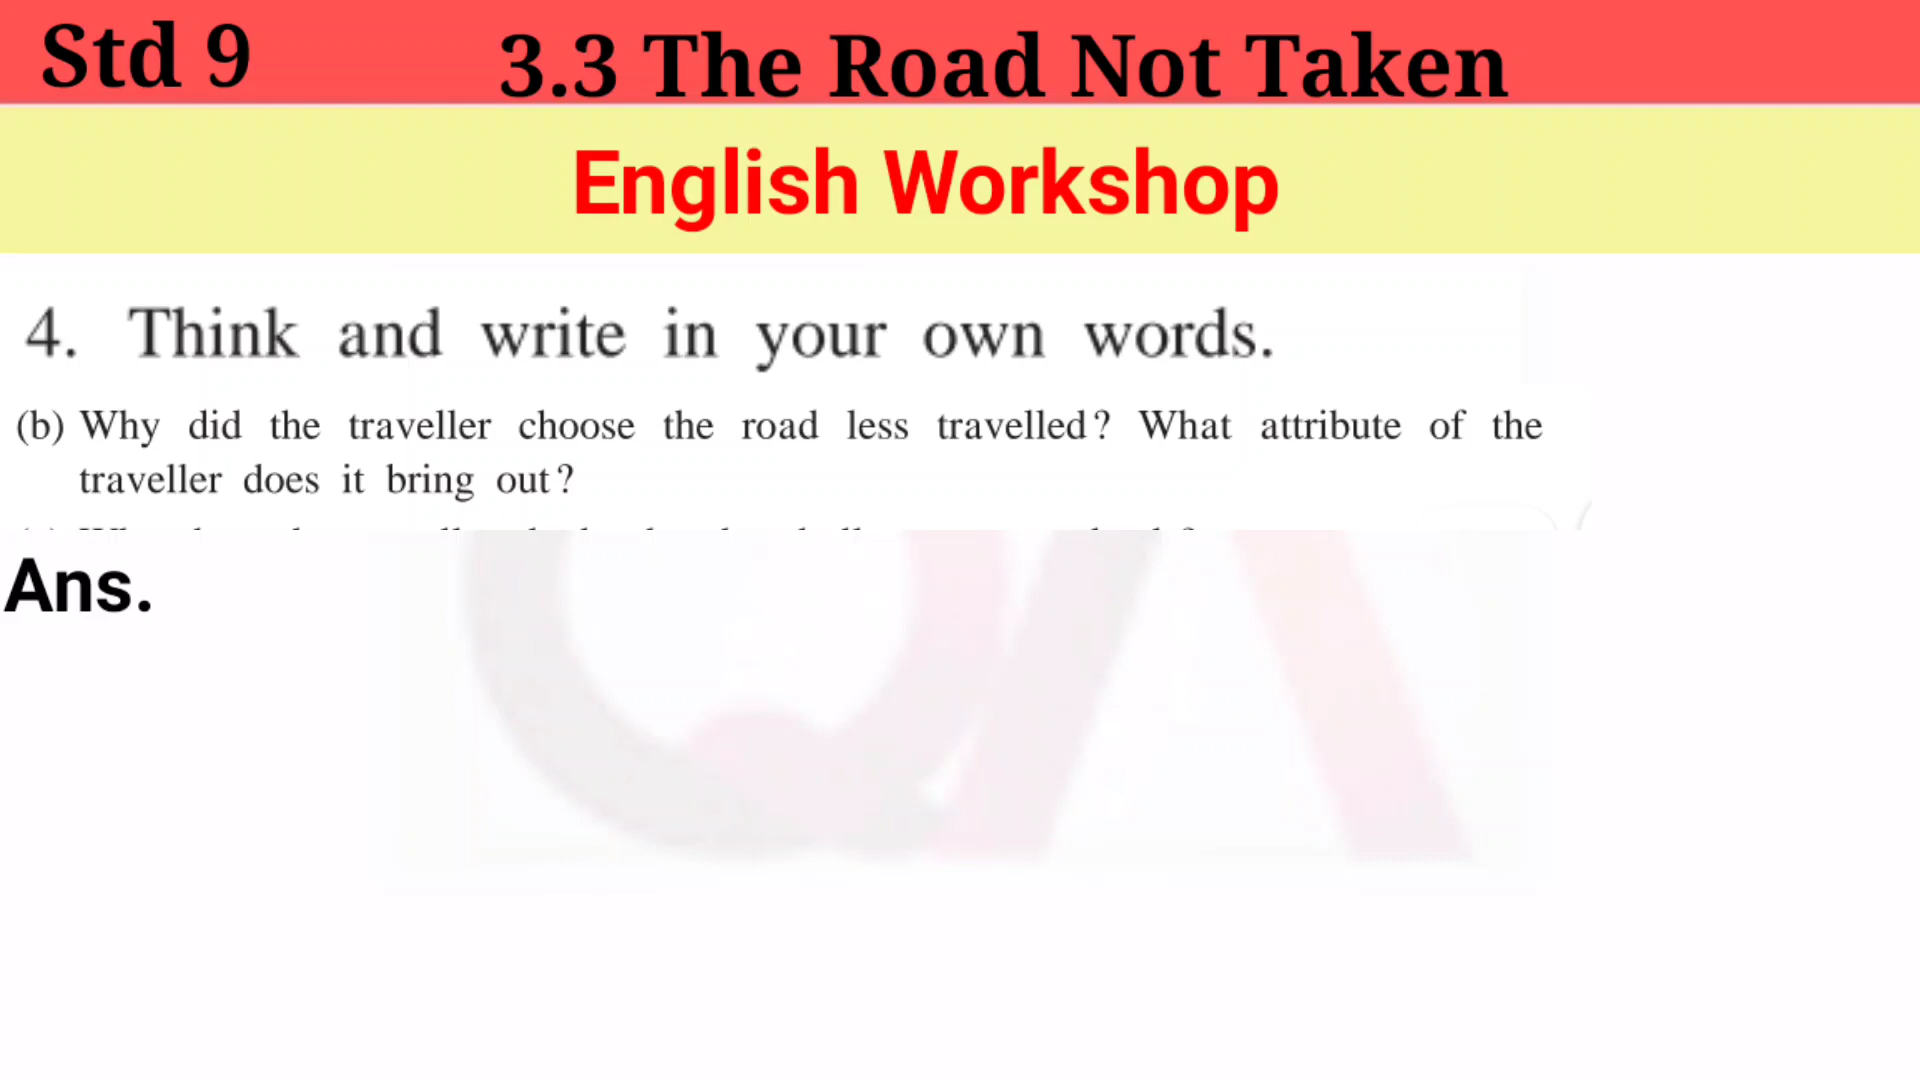 Std 9
3.3 The Road Not Taken
English Workshop
4. Think and write in your own words.
(b) Why did the traveller choose the road less travelled? What attribute of the
traveller does it bring out?
Ans.